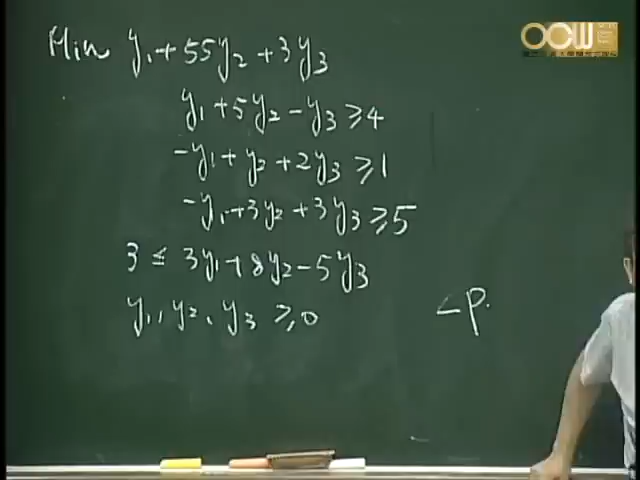 Min y₁ + 55y₂ + 3y₃
y₁ + 5y₂ - y₃ ≥ 4
-y₁ + y₂ + 2y₃ ≥ 1
-y₁ + 3y₂ + 3y₃ ≥ 5
3 ≤ 3y₁ + 8y₂ - 5y₃
y₁, y₂, y₃ ≥ 0
LP.
OCW